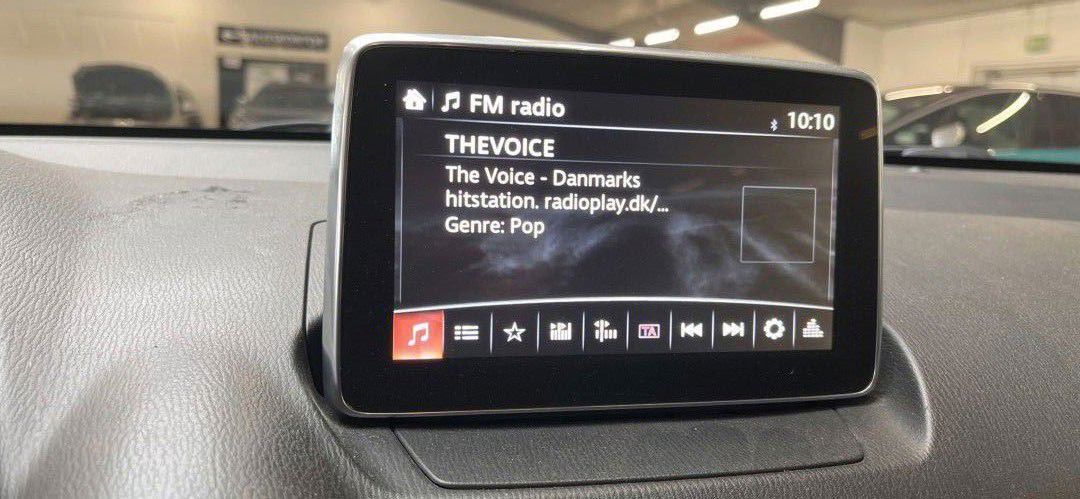 FM radio
10:10
THEVOICE
The Voice - Danmarks
hitstation. radioplay.dk/...
Genre: Pop
TA